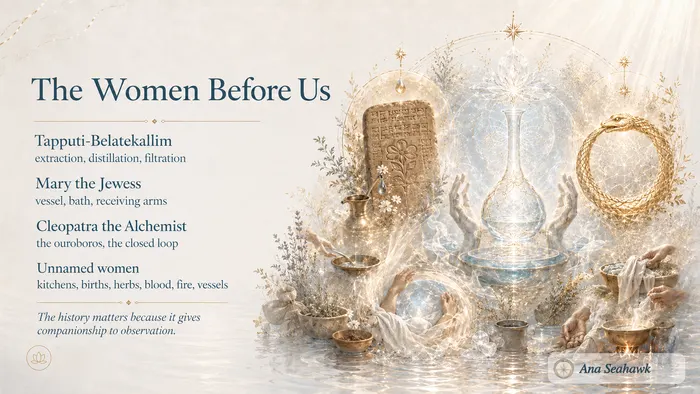 The Women Before Us
Tapputi-Belatekallim
extraction, distillation, filtration
Mary the Jewess
vessel, bath, receiving arms
Cleopatra the Alchemist
the ouroboros, the closed loop
Unnamed women
kitchens, births, herbs, blood, fire, vessels
The history matters because it gives
companionship to observation.
Ana Seahawk